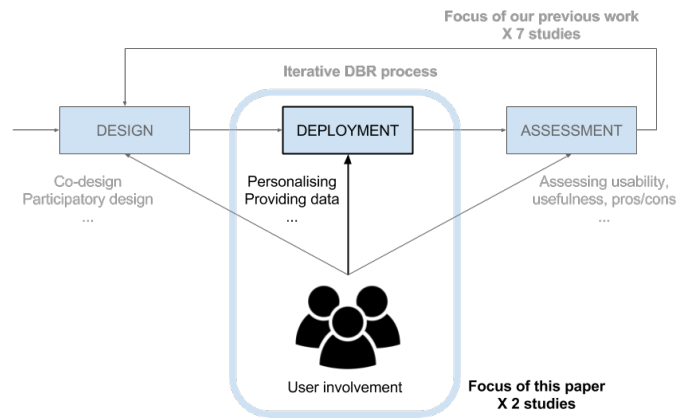 Focus of our previous work
X 7 studies
Iterative DBR process
DESIGN
DEPLOYMENT
ASSESSMENT
Co-design
Participatory design
...
Personalising
Providing data
...
Assessing usability,
usefulness, pros/cons
...
User involvement
Focus of this paper
X 2 studies